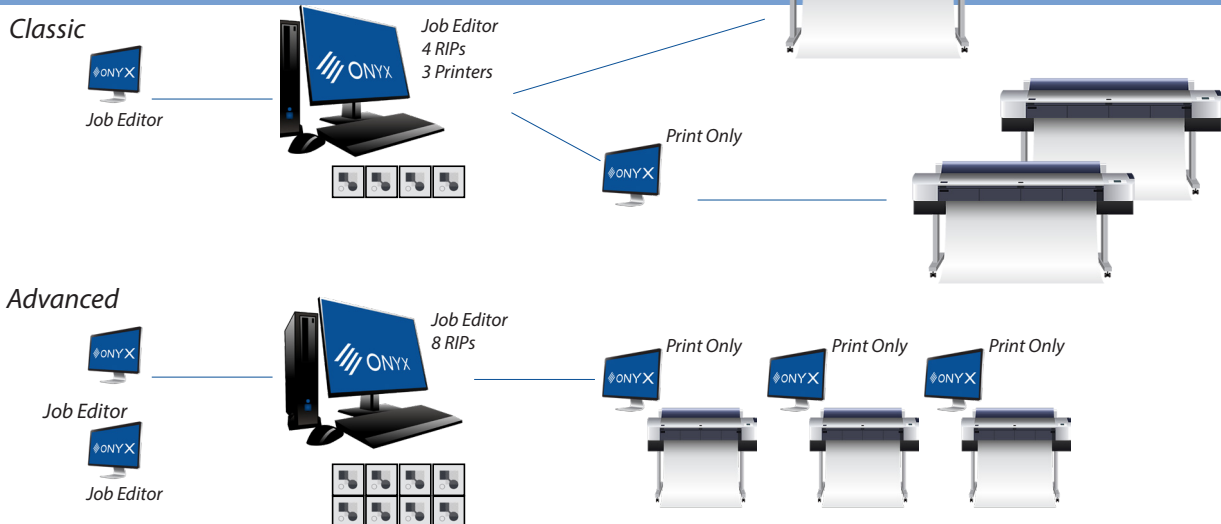 Classic
ONYX
Job Editor
ONYX
Job Editor
4 RIPs
3 Printers
Print Only
ONYX
Advanced
ONYX
Job Editor
ONYX
Job Editor
ONYX
Job Editor
8 RIPs
Print Only
ONYX
Print Only
ONYX
Print Only
ONYX